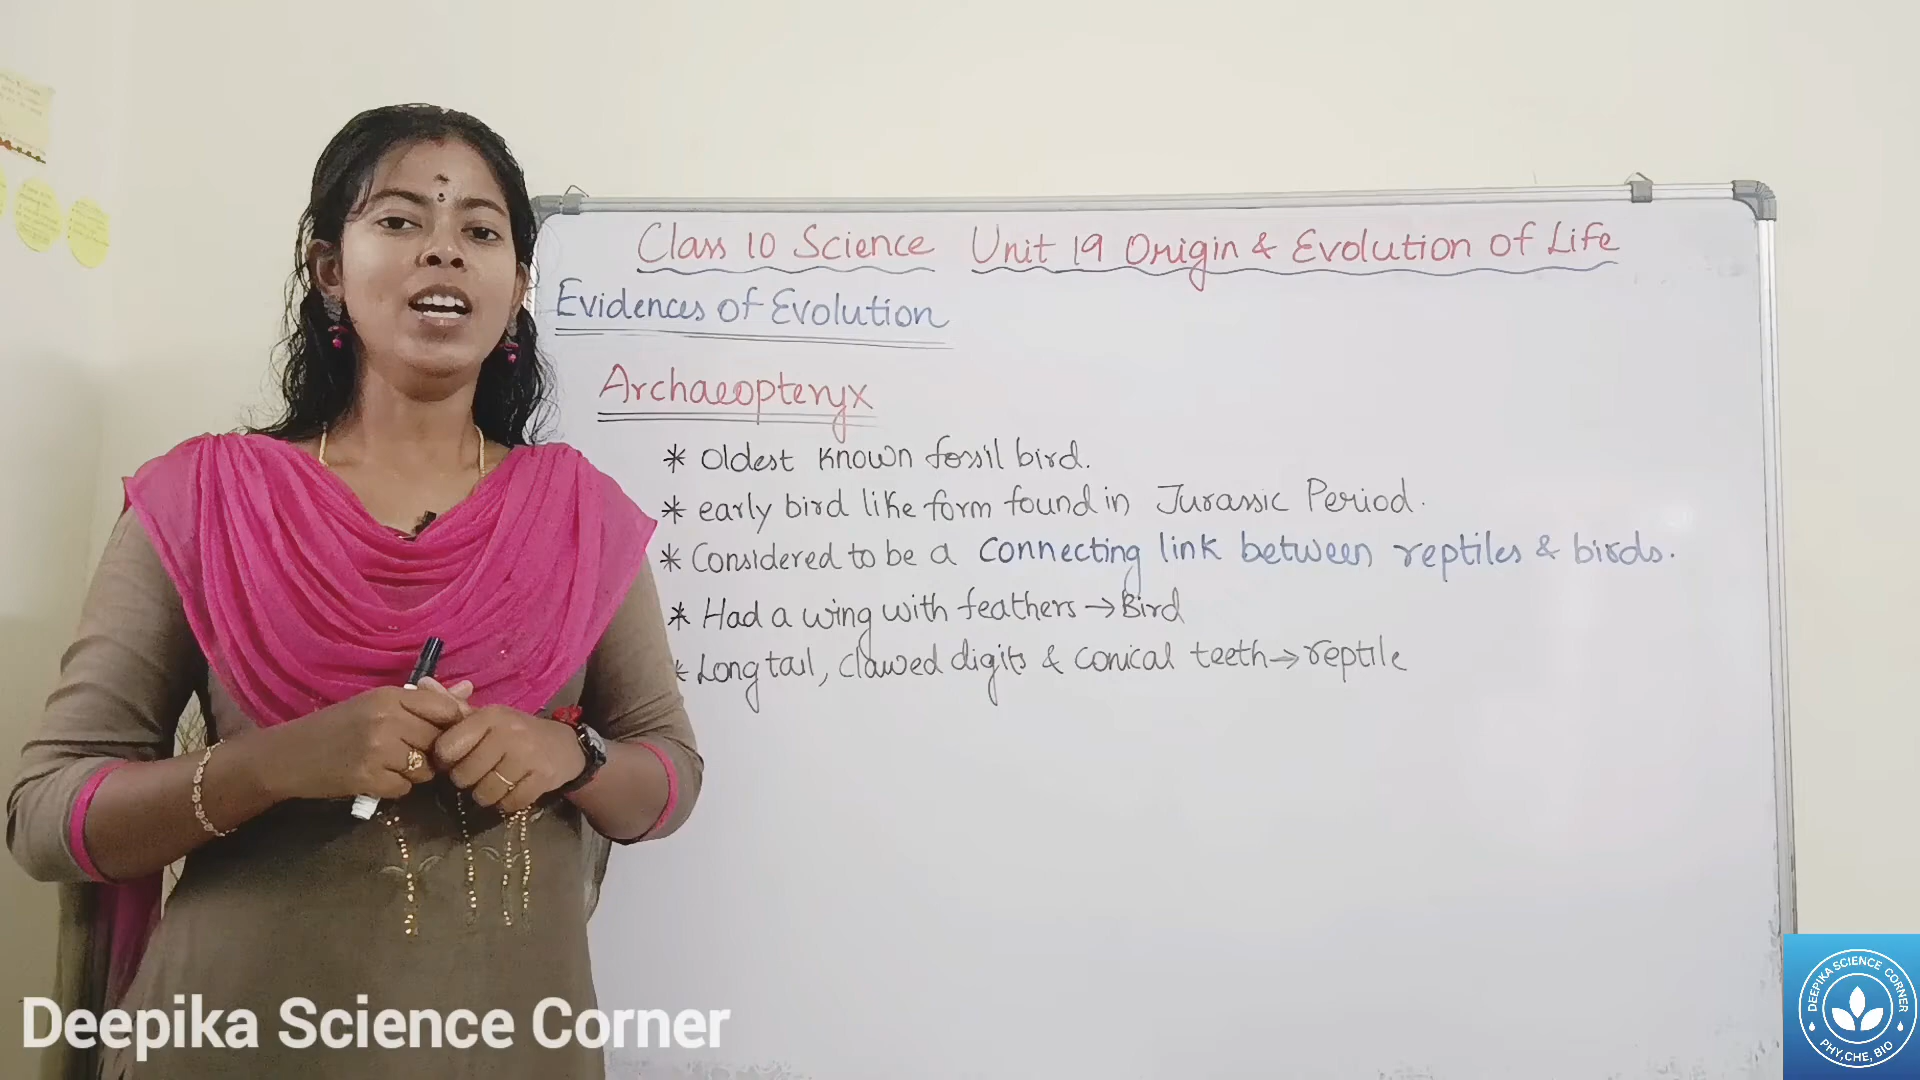 Class 10 Science Unit 19 Origin & Evolution of Life
Evidences of Evolution
Archaeopteryx
* Oldest known fossil bird.
* early bird like form found in Jurassic Period.
* Considered to be a connecting link between reptiles & birds.
* Had a wing with feathers → Bird
* Long tail, clawed digits & conical teeth → reptile
Deepika Science Corner
DEEPIKA SCIENCE CORNER
PHY, CHE, BIO